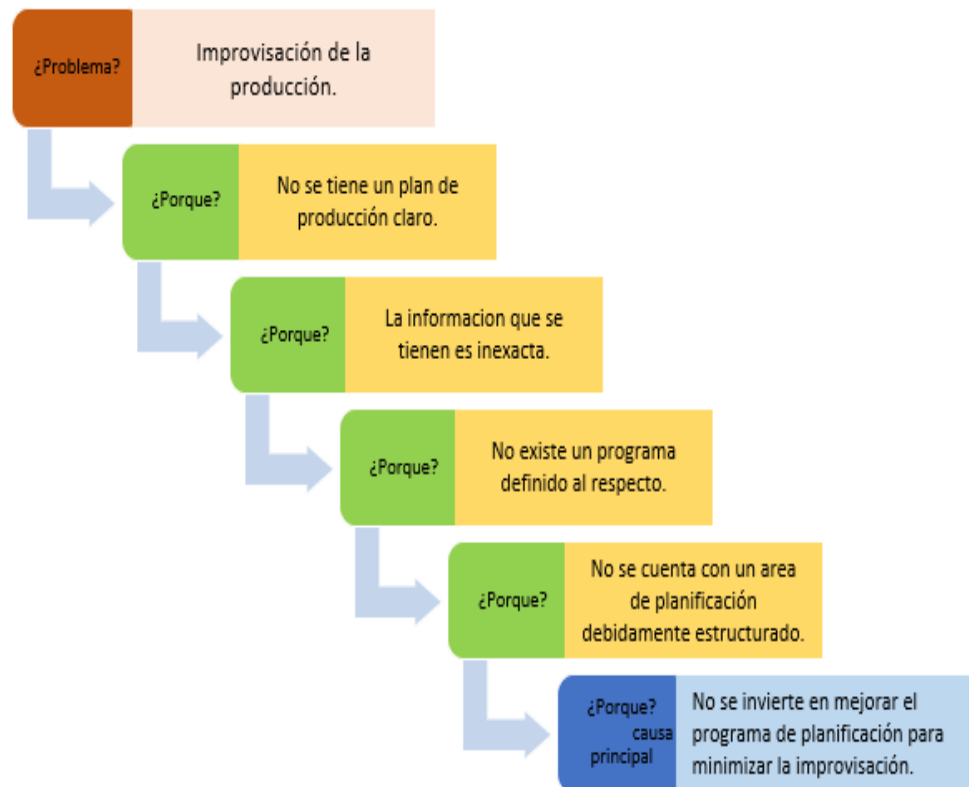 ¿Problema?
Improvisación de la
producción.
¿Porque?
No se tiene un plan de
producción claro.
¿Porque?
La informacion que se
tienen es inexacta.
¿Porque?
No existe un programa
definido al respecto.
¿Porque?
No se cuenta con un area
de planificación
debidamente estructurado.
¿Porque?
causa
principal
No se invierte en mejorar el
programa de planificación para
minimizar la improvisación.